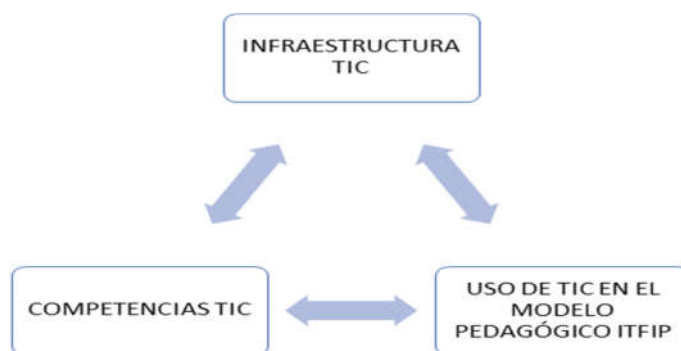 INFRAESTRUCTURA
TIC
COMPETENCIAS TIC
USO DE TIC EN EL
MODELO
PEDAGÓGICO ITFIP